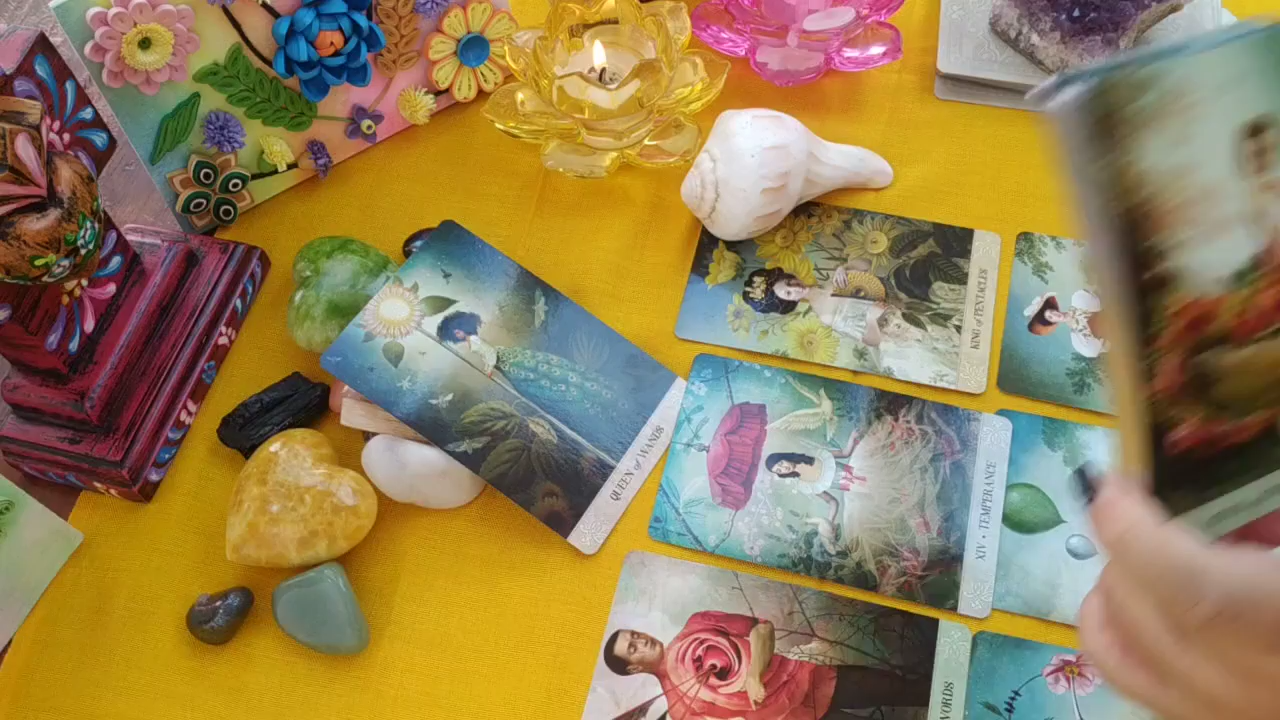 KING of PENTACLES
QUEEN of WANDS
XIV • TEMPERANCE
WORDS